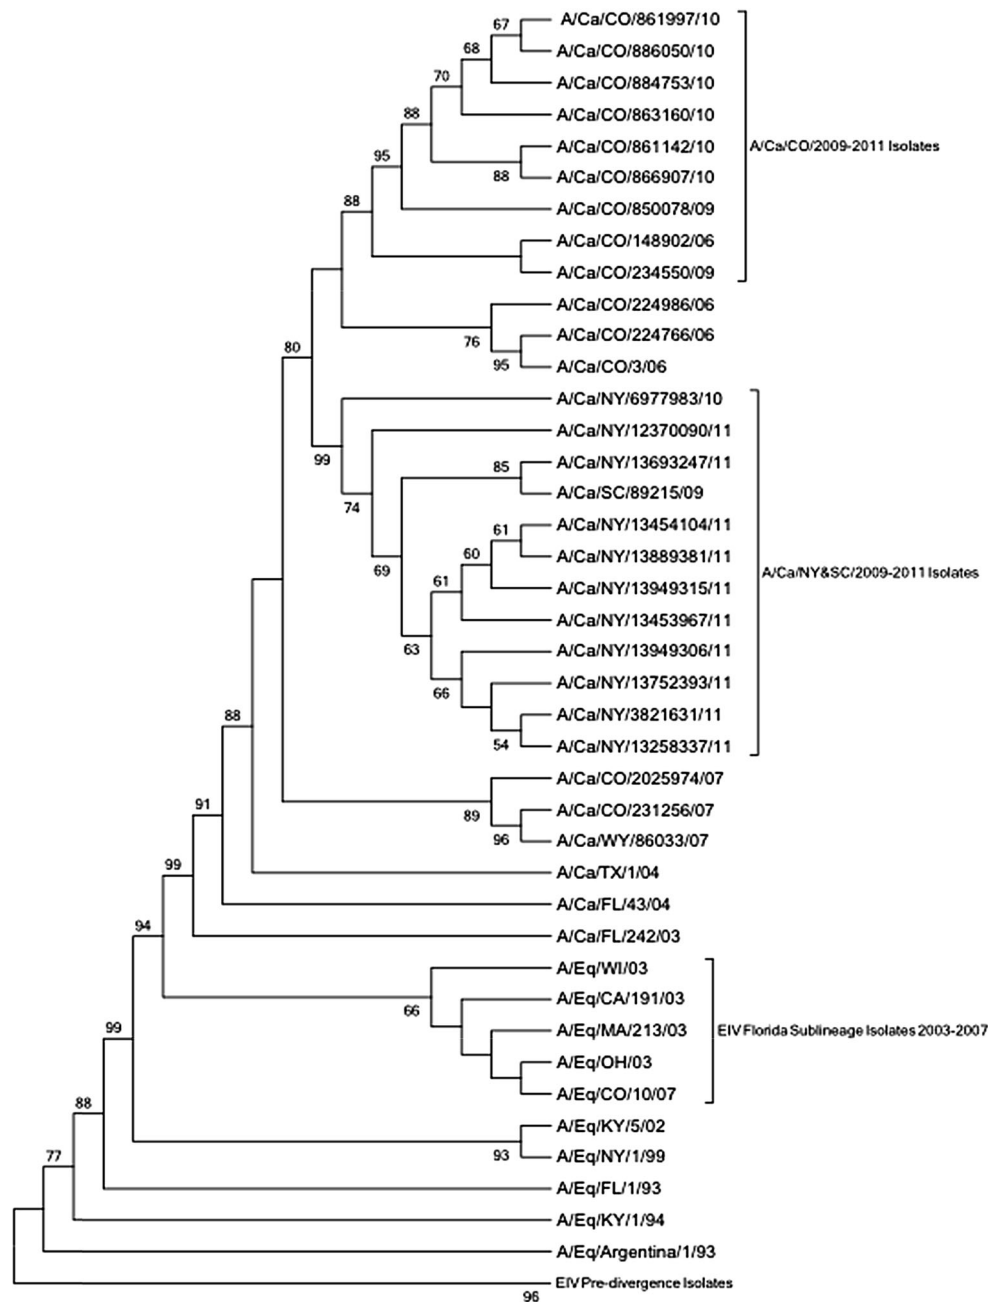 67 A/Ca/CO/861997/10
A/Ca/CO/886050/10
68
A/Ca/CO/884753/10
70
A/Ca/CO/863160/10
88
A/Ca/CO/861142/10 A/Ca/CO/2009-2011 Isolates
95
88 A/Ca/CO/866907/10
88
A/Ca/CO/850078/09
A/Ca/CO/148902/06
A/Ca/CO/234550/09
A/Ca/CO/224986/06
76
A/Ca/CO/224766/06
80
95 A/Ca/CO/3/06
A/Ca/NY/6977983/10
A/Ca/NY/12370090/11
99
85 A/Ca/NY/13693247/11
A/Ca/SC/89215/09
74
A/Ca/NY/13454104/11
61
A/Ca/NY/13889381/11
60
69
A/Ca/NY&SC/2009-2011 Isolates
61
A/Ca/NY/13949315/11
A/Ca/NY/13453967/11
63
A/Ca/NY/13949306/11
66
A/Ca/NY/13752393/11
A/Ca/NY/3821631/11
88
54 A/Ca/NY/13258337/11
A/Ca/CO/2025974/07
91
89
A/Ca/CO/231256/07
96 A/Ca/WY/86033/07
99
A/Ca/TX/1/04
A/Ca/FL/43/04
94
A/Ca/FL/242/03
A/Eq/WI/03
66
A/Eq/CA/191/03
99
A/Eq/MA/213/03 EIV Florida Sublineage Isolates 2003-2007
A/Eq/OH/03
A/Eq/CO/10/07
88
A/Eq/KY/5/02
77
93 A/Eq/NY/1/99
A/Eq/FL/1/93
A/Eq/KY/1/94
A/Eq/Argentina/1/93
EIV Pre-divergence Isolates
96